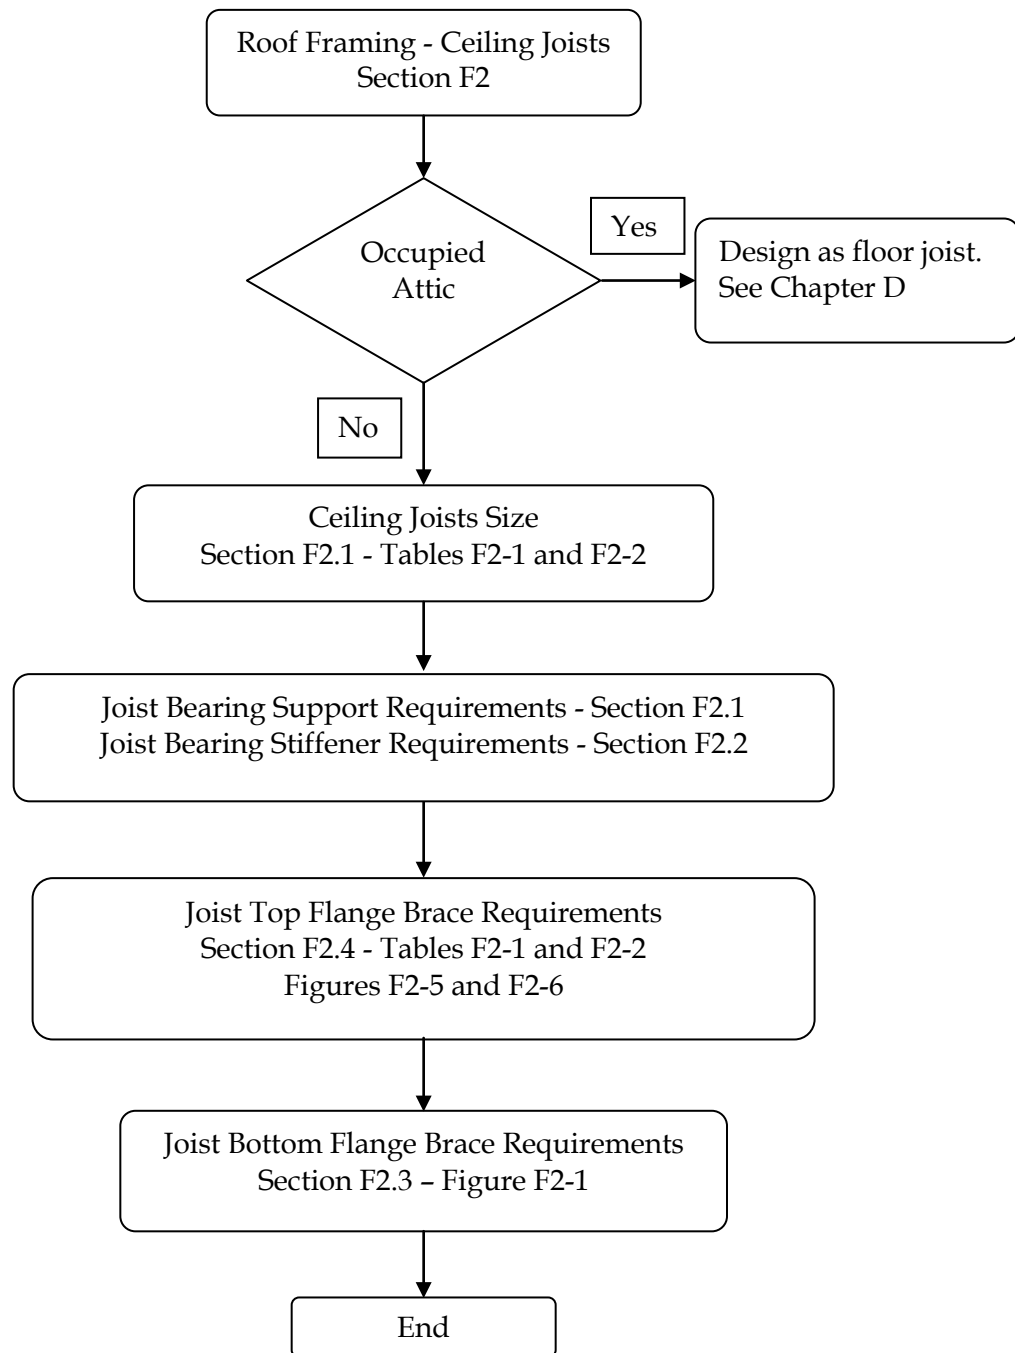 Roof Framing - Ceiling Joists
Section F2
Occupied
Attic
Yes
Design as floor joist.
See Chapter D
No
Ceiling Joists Size
Section F2.1 - Tables F2-1 and F2-2
Joist Bearing Support Requirements - Section F2.1
Joist Bearing Stiffener Requirements - Section F2.2
Joist Top Flange Brace Requirements
Section F2.4 - Tables F2-1 and F2-2
Figures F2-5 and F2-6
Joist Bottom Flange Brace Requirements
Section F2.3 – Figure F2-1
End